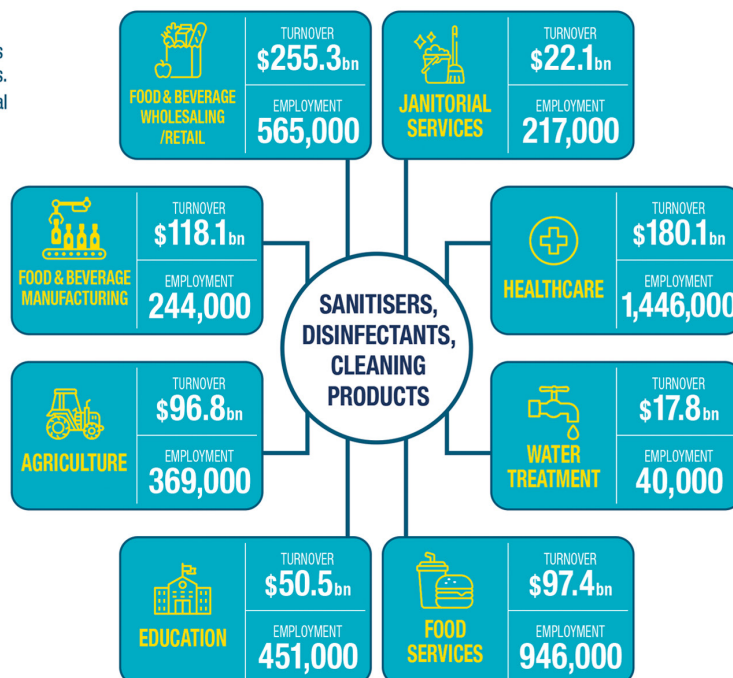 s
s.
al
FOOD & BEVERAGE
WHOLESALING
/RETAIL
TURNOVER
$255.3bn
EMPLOYMENT
565,000
JANITORIAL
SERVICES
TURNOVER
$22.1bn
EMPLOYMENT
217,000
FOOD & BEVERAGE
MANUFACTURING
TURNOVER
$118.1bn
EMPLOYMENT
244,000
HEALTHCARE
TURNOVER
$180.1bn
EMPLOYMENT
1,446,000
SANITISERS,
DISINFECTANTS,
CLEANING
PRODUCTS
AGRICULTURE
TURNOVER
$96.8bn
EMPLOYMENT
369,000
WATER
TREATMENT
TURNOVER
$17.8bn
EMPLOYMENT
40,000
EDUCATION
TURNOVER
$50.5bn
EMPLOYMENT
451,000
FOOD
SERVICES
TURNOVER
$97.4bn
EMPLOYMENT
946,000